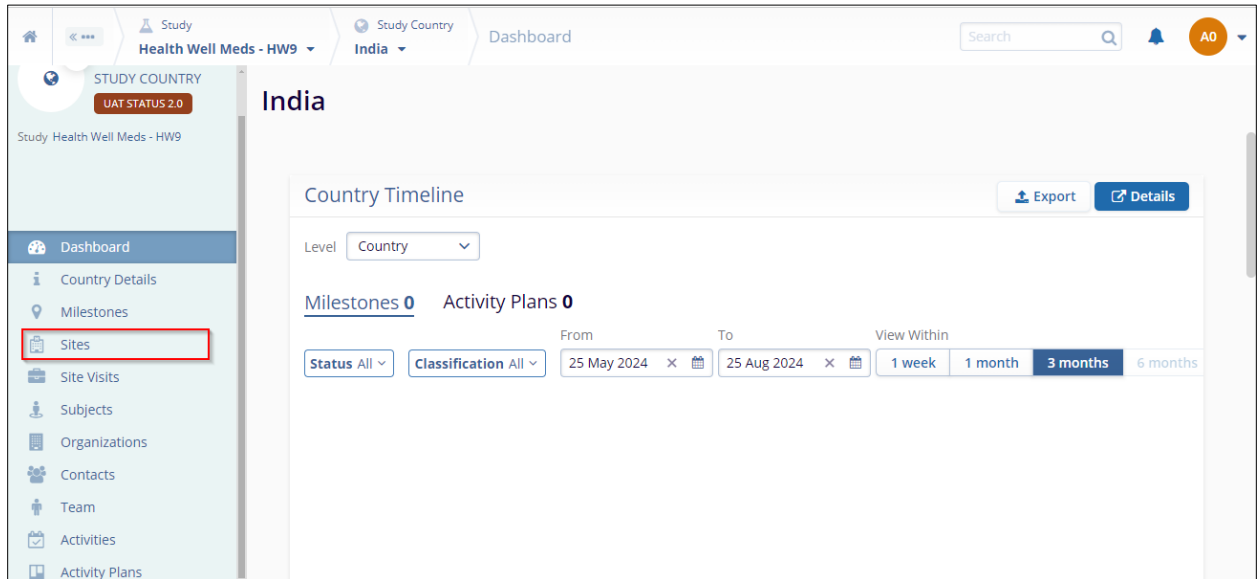 Study
Health Well Meds - HW9
Study Country
India
Dashboard
Search
A0
STUDY COUNTRY
UAT STATUS 2.0
Study Health Well Meds - HW9
Dashboard
Country Details
Milestones
Sites
Site Visits
Subjects
Organizations
Contacts
Team
Activities
Activity Plans
India
Country Timeline
Export
Details
Level Country
Milestones 0 Activity Plans 0
From To View Within
Status All Classification All 25 May 2024 25 Aug 2024 1 week 1 month 3 months 6 months